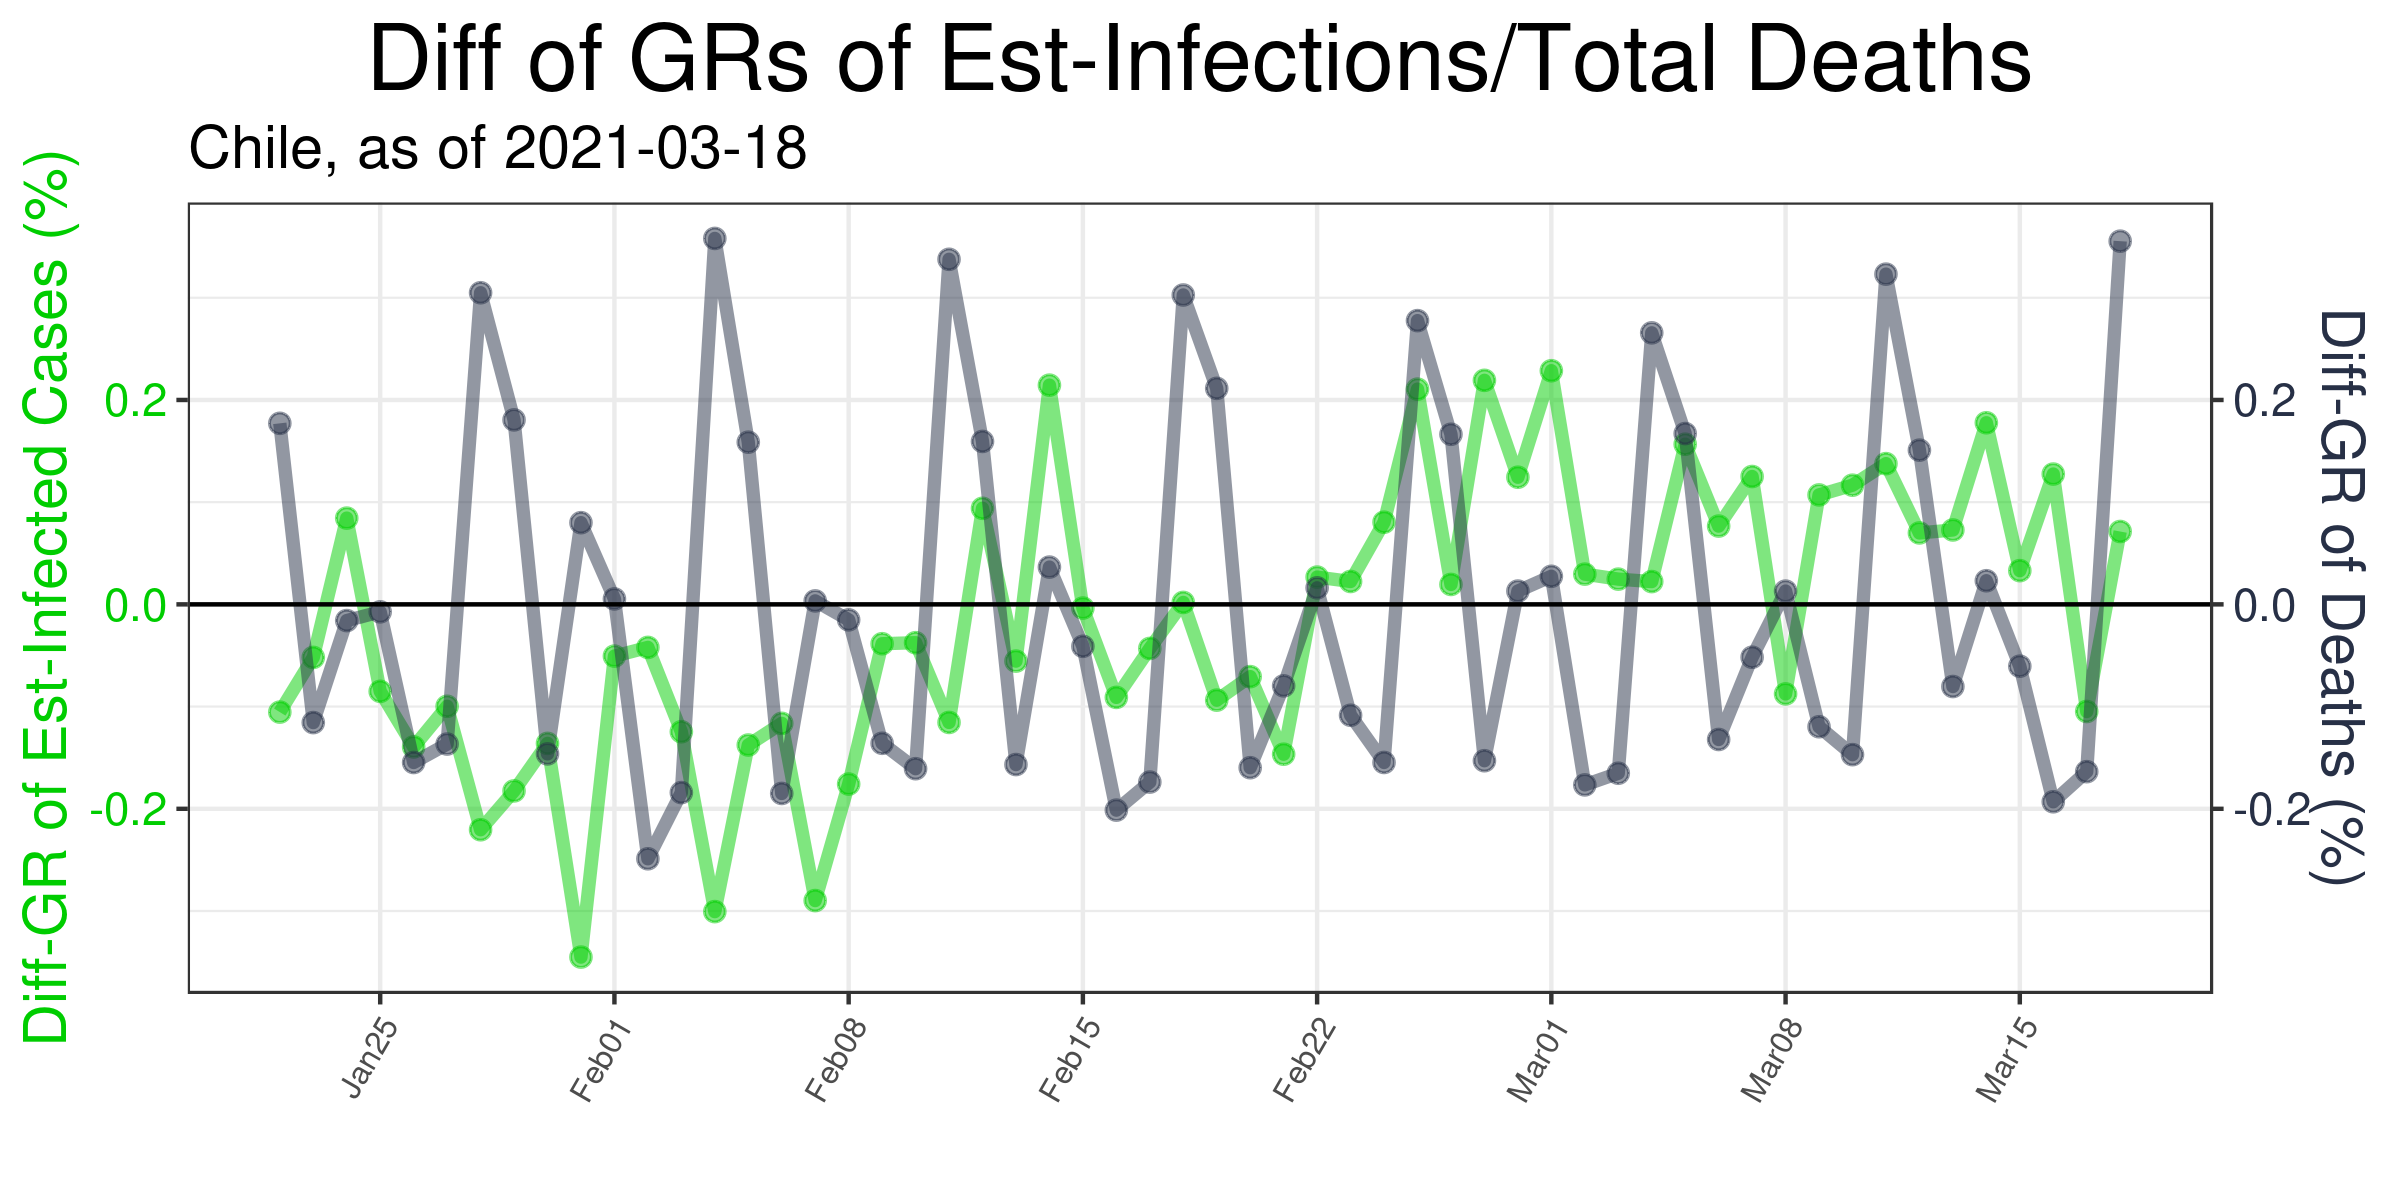 Diff of GRs of Est-Infections/Total Deaths
Chile, as of 2021-03-18
Diff-GR of Est-Infected Cases (%)
0.2
0.0
-0.2
0.2
0.0
-0.2
Diff-GR of Deaths (%)
Jan25
Feb01
Feb08
Feb15
Feb22
Mar01
Mar08
Mar15